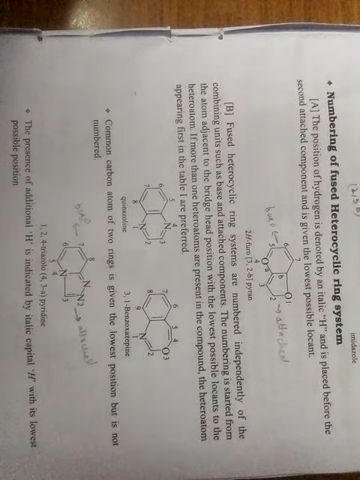 imidazole
❖ Numbering of fused Heterocyclic ring system
[A] The position of hydrogen is denoted by an italic "H" and is placed before the
second attached component and is given the lowest possible locant.
2H-furo [3, 2-b] pyran
[B] Fused heterocyclic ring systems are numbered independently of the
combining units such as base and attached components. The numbering is started from
the atom adjacent to the bridge head position with the lowest possible locants to the
heteroatom. If more than one heteroatoms are present in the compound, the heteroatom
appearing first in the table 1 are preferred.
quinazoline
3, 1-Benzoxazepine
❖ Common carbon atom of two rings is given the lowest position but is not
numbered.
1, 2, 4-triazolo (4, 3-a) pyridine
❖ The presence of additional 'H' is indicated by italic capital 'H' with its lowest
possible position